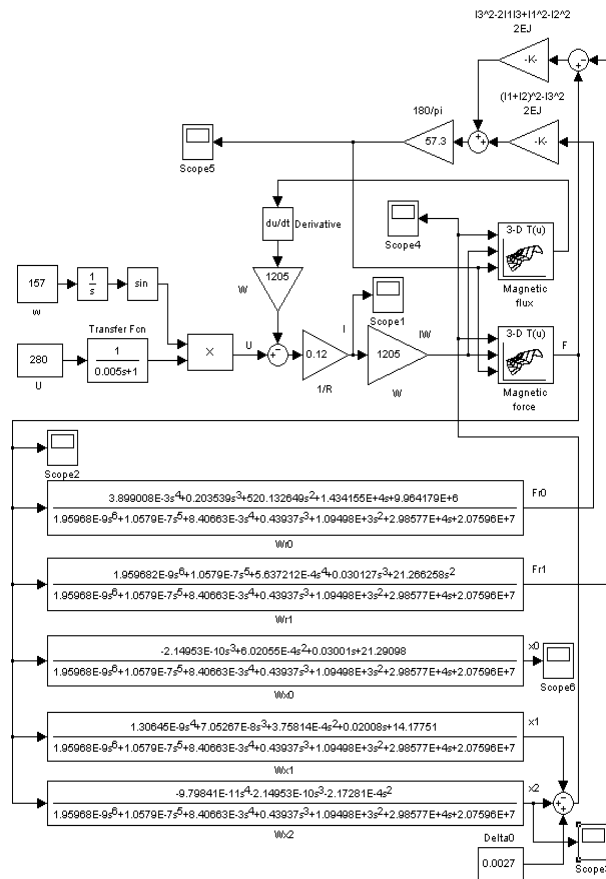 I3^2-2I1I3+I1^2-I2^2
2EJ
-K-
(I1+I2)^2-I3^2
2EJ
-K-
180/pi
57.3
Scope5
du/dt
Derivative
Scope4
3-D T(u)
Magnetic
flux
1205
W
157
w
1
s
sin
Scope1
I
IW
3-D T(u)
F
Magnetic
force
Transfer Fcn
280
U
1
0.005s+1
×
U
0.12
1/R
1205
W
Scope2
3.899008E-3s^4+0.203539s^3+520.132649s^2+1.434155E+4s+9.964179E+6
1.95968E-9s^6+1.0579E-7s^5+8.40663E-3s^4+0.43937s^3+1.09498E+3s^2+2.98577E+4s+2.07596E+7
Wr0
Fr0
1.959682E-9s^6+1.0579E-7s^5+5.637212E-4s^4+0.030127s^3+21.266258s^2
1.95968E-9s^6+1.0579E-7s^5+8.40663E-3s^4+0.43937s^3+1.09498E+3s^2+2.98577E+4s+2.07596E+7
Wr1
Fr1
-2.14953E-10s^3+6.02055E-4s^2+0.03001s+21.29098
1.95968E-9s^6+1.0579E-7s^5+8.40663E-3s^4+0.43937s^3+1.09498E+3s^2+2.98577E+4s+2.07596E+7
Wx0
x0
Scope6
1.30645E-9s^4+7.05267E-8s^3+3.75814E-4s^2+0.02008s+14.17751
1.95968E-9s^6+1.0579E-7s^5+8.40663E-3s^4+0.43937s^3+1.09498E+3s^2+2.98577E+4s+2.07596E+7
Wx1
x1
-9.79841E-11s^4-2.14953E-10s^3-2.17281E-4s^2
1.95968E-9s^6+1.0579E-7s^5+8.40663E-3s^4+0.43937s^3+1.09498E+3s^2+2.98577E+4s+2.07596E+7
Wx2
x2
Delta0
0.0027